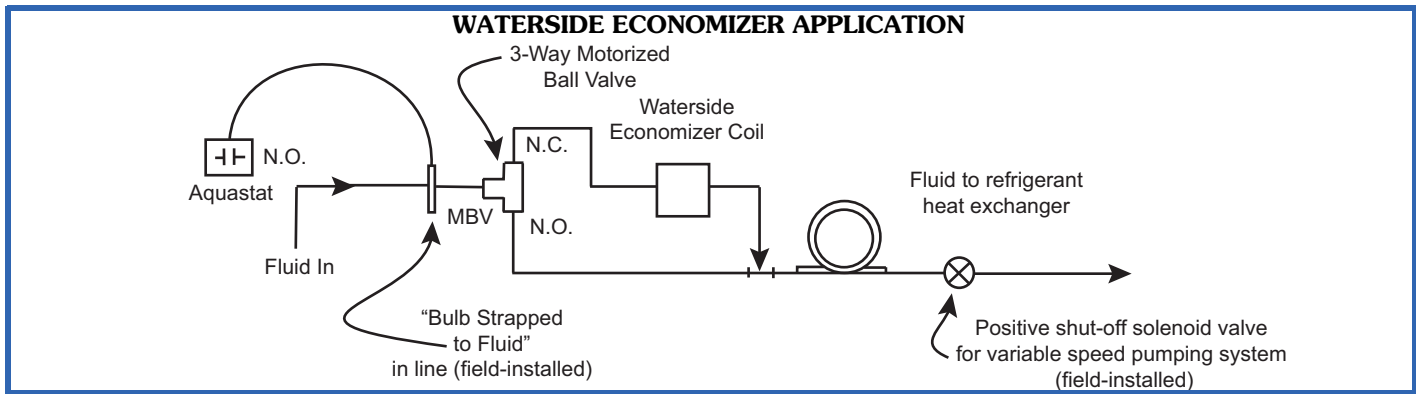 WATERSIDE ECONOMIZER APPLICATION
3-Way Motorized
Ball Valve
Waterside
Economizer Coil
N.C.
N.O.
Aquastat
MBV
N.O.
Fluid to refrigerant
heat exchanger
Fluid In
“Bulb Strapped
to Fluid”
in line (field-installed)
Positive shut-off solenoid valve
for variable speed pumping system
(field-installed)